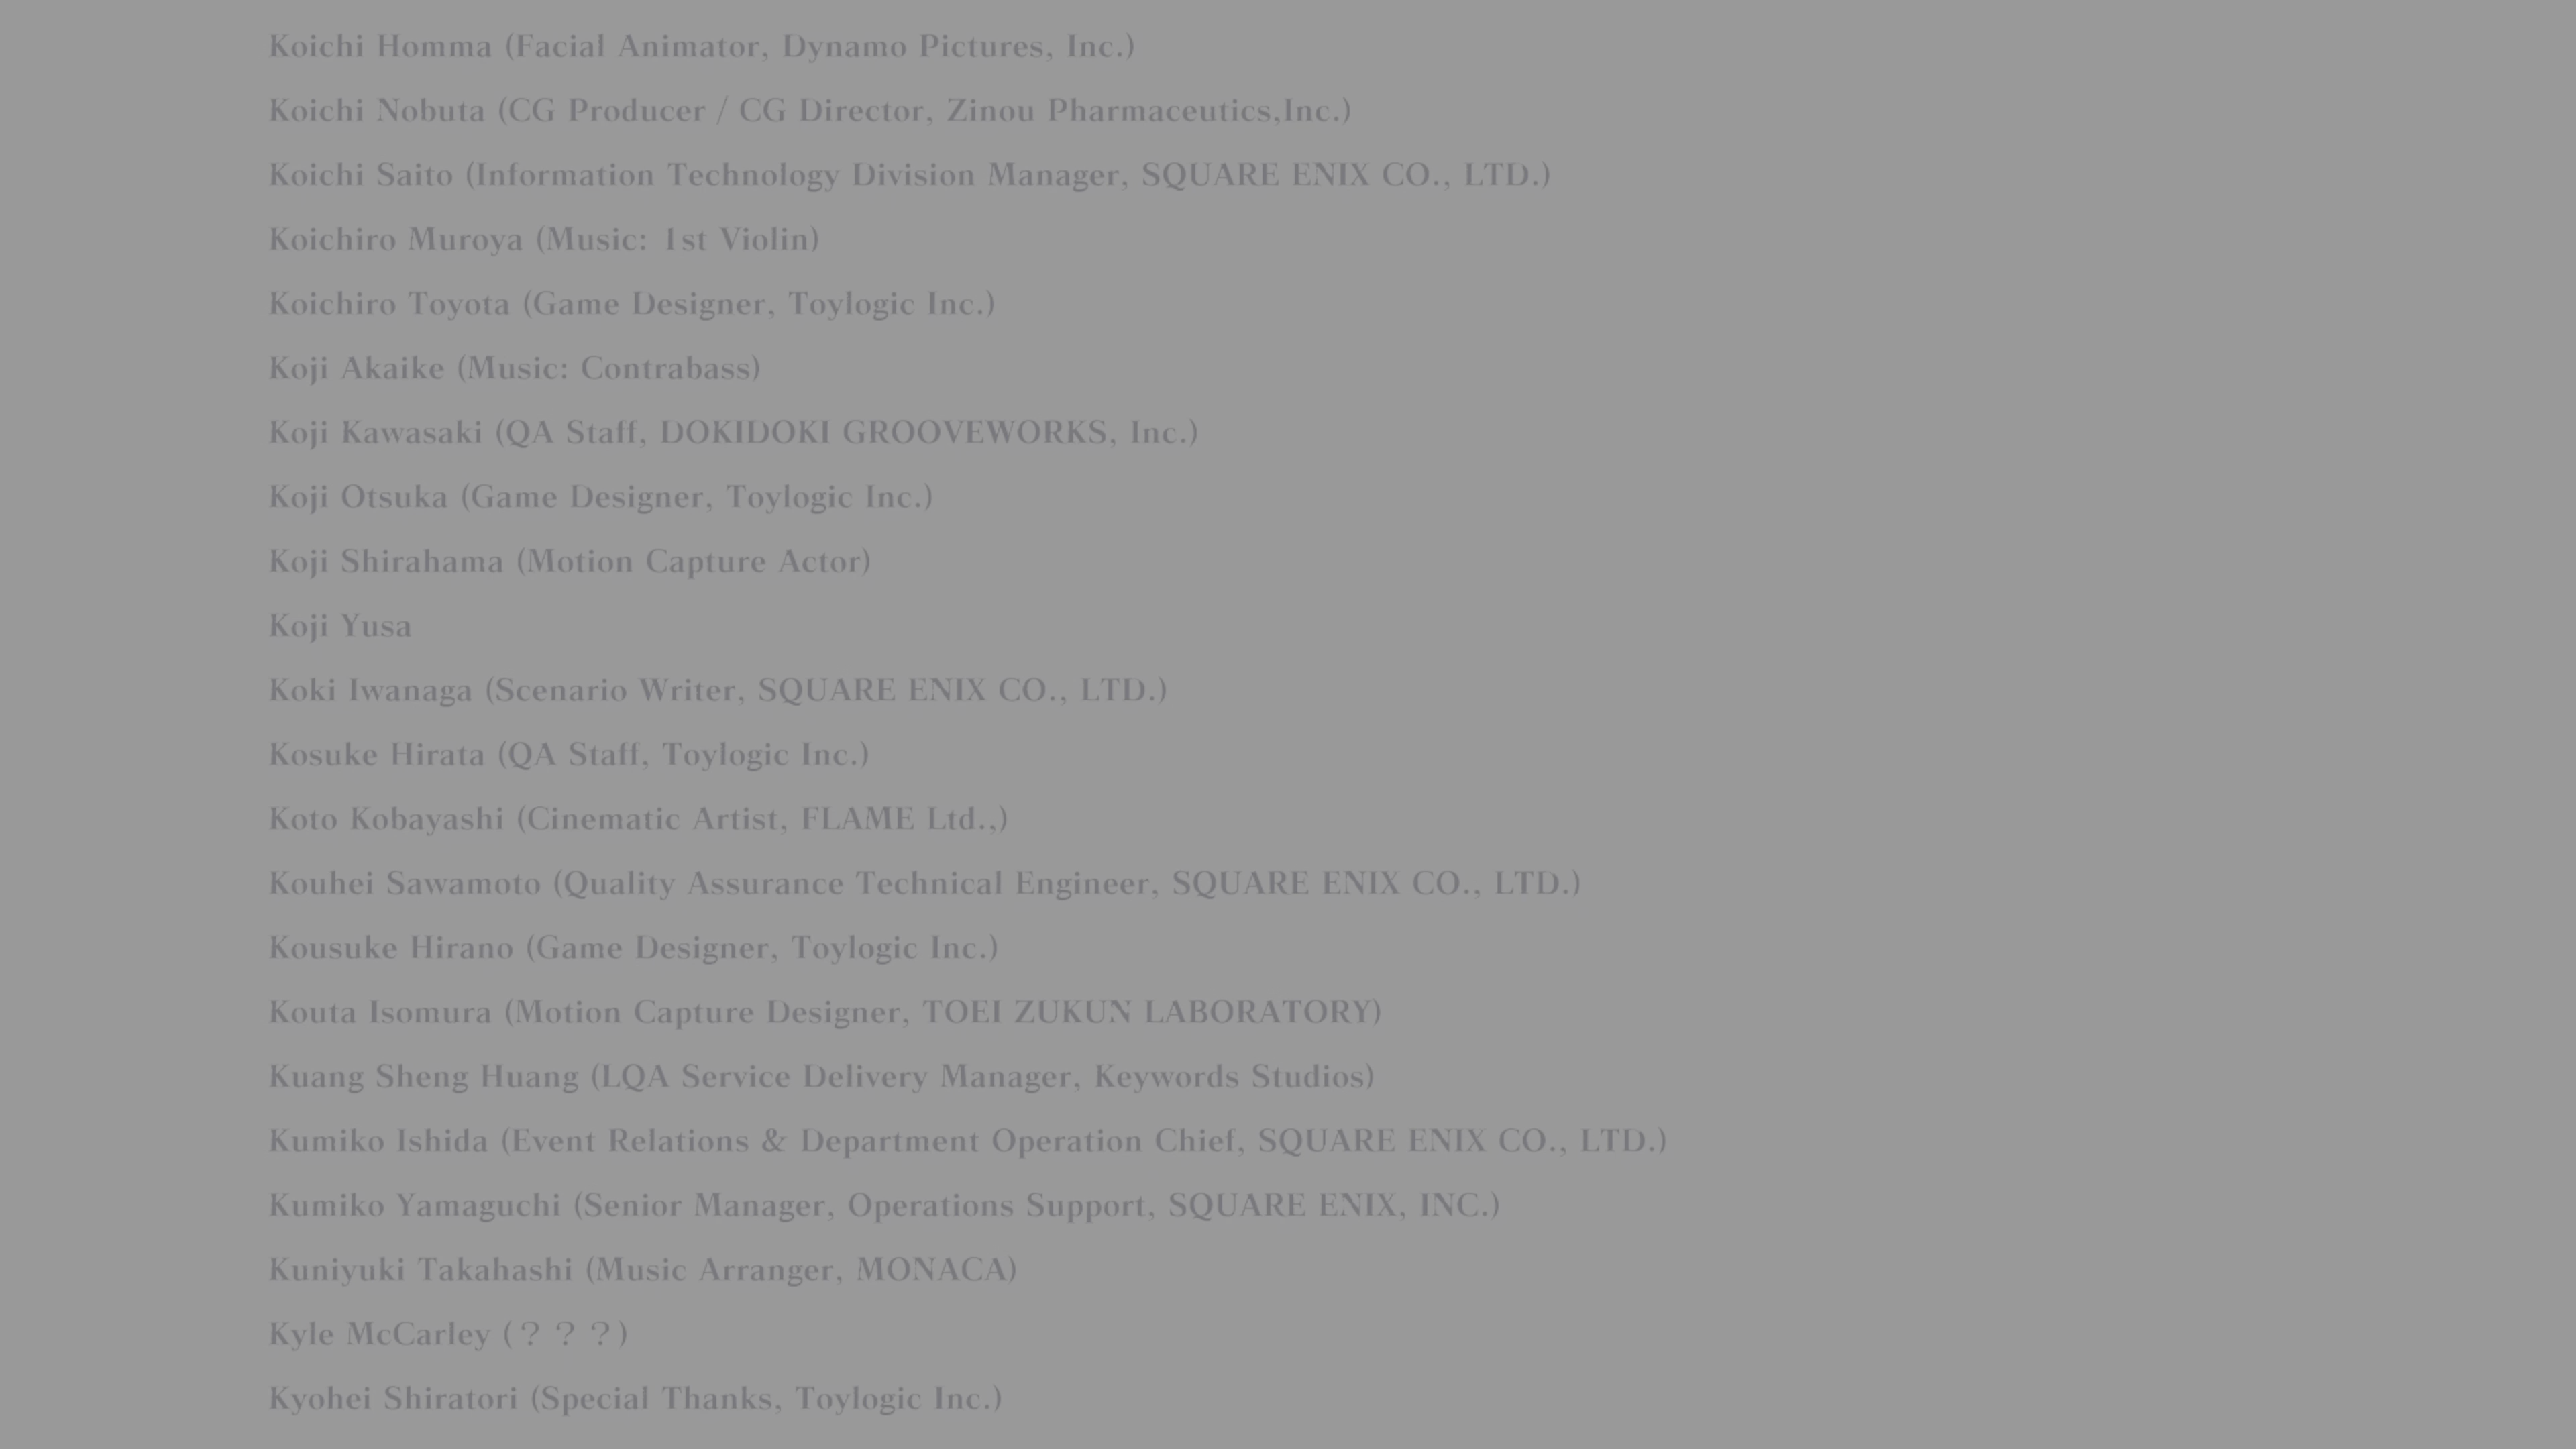 Koichi Homma (Facial Animator, Dynamo Pictures, Inc.)
Koichi Nobuta (CG Producer / CG Director, Zinou Pharmaceutics,Inc.)
Koichi Saito (Information Technology Division Manager, SQUARE ENIX CO., LTD.)
Koichiro Muroya (Music: 1st Violin)
Koichiro Toyota (Game Designer, Toylogic Inc.)
Koji Akaike (Music: Contrabass)
Koji Kawasaki (QA Staff, DOKIDOKI GROOVEWORKS, Inc.)
Koji Otsuka (Game Designer, Toylogic Inc.)
Koji Shirahama (Motion Capture Actor)
Koji Yusa
Koki Iwanaga (Scenario Writer, SQUARE ENIX CO., LTD.)
Kosuke Hirata (QA Staff, Toylogic Inc.)
Koto Kobayashi (Cinematic Artist, FLAME Ltd.,)
Kouhei Sawamoto (Quality Assurance Technical Engineer, SQUARE ENIX CO., LTD.)
Kousuke Hirano (Game Designer, Toylogic Inc.)
Kouta Isomura (Motion Capture Designer, TOEI ZUKUN LABORATORY)
Kuang Sheng Huang (LQA Service Delivery Manager, Keywords Studios)
Kumiko Ishida (Event Relations & Department Operation Chief, SQUARE ENIX CO., LTD.)
Kumiko Yamaguchi (Senior Manager, Operations Support, SQUARE ENIX, INC.)
Kuniyuki Takahashi (Music Arranger, MONACA)
Kyle McCarley (？？？)
Kyohei Shiratori (Special Thanks, Toylogic Inc.)